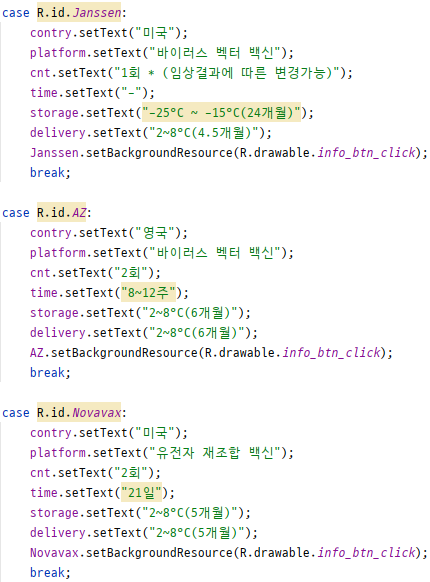 case R.id.Janssen:
contry.setText("미국");
platform.setText("바이러스 벡터 백신");
cnt.setText("1회 * (임상결과에 따른 변경가능)");
time.setText("-");
storage.setText("-25°C ~ -15°C(24개월)");
delivery.setText("2~8°C(4.5개월)");
Janssen.setBackgroundResource(R.drawable.info_btn_click);
break;
case R.id.AZ:
contry.setText("영국");
platform.setText("바이러스 벡터 백신");
cnt.setText("2회");
time.setText("8~12주");
storage.setText("2~8°C(6개월)");
delivery.setText("2~8°C(6개월)");
AZ.setBackgroundResource(R.drawable.info_btn_click);
break;
case R.id.Novavax:
contry.setText("미국");
platform.setText("유전자 재조합 백신");
cnt.setText("2회");
time.setText("21일");
storage.setText("2~8°C(5개월)");
delivery.setText("2~8°C(5개월)");
Novavax.setBackgroundResource(R.drawable.info_btn_click);
break;